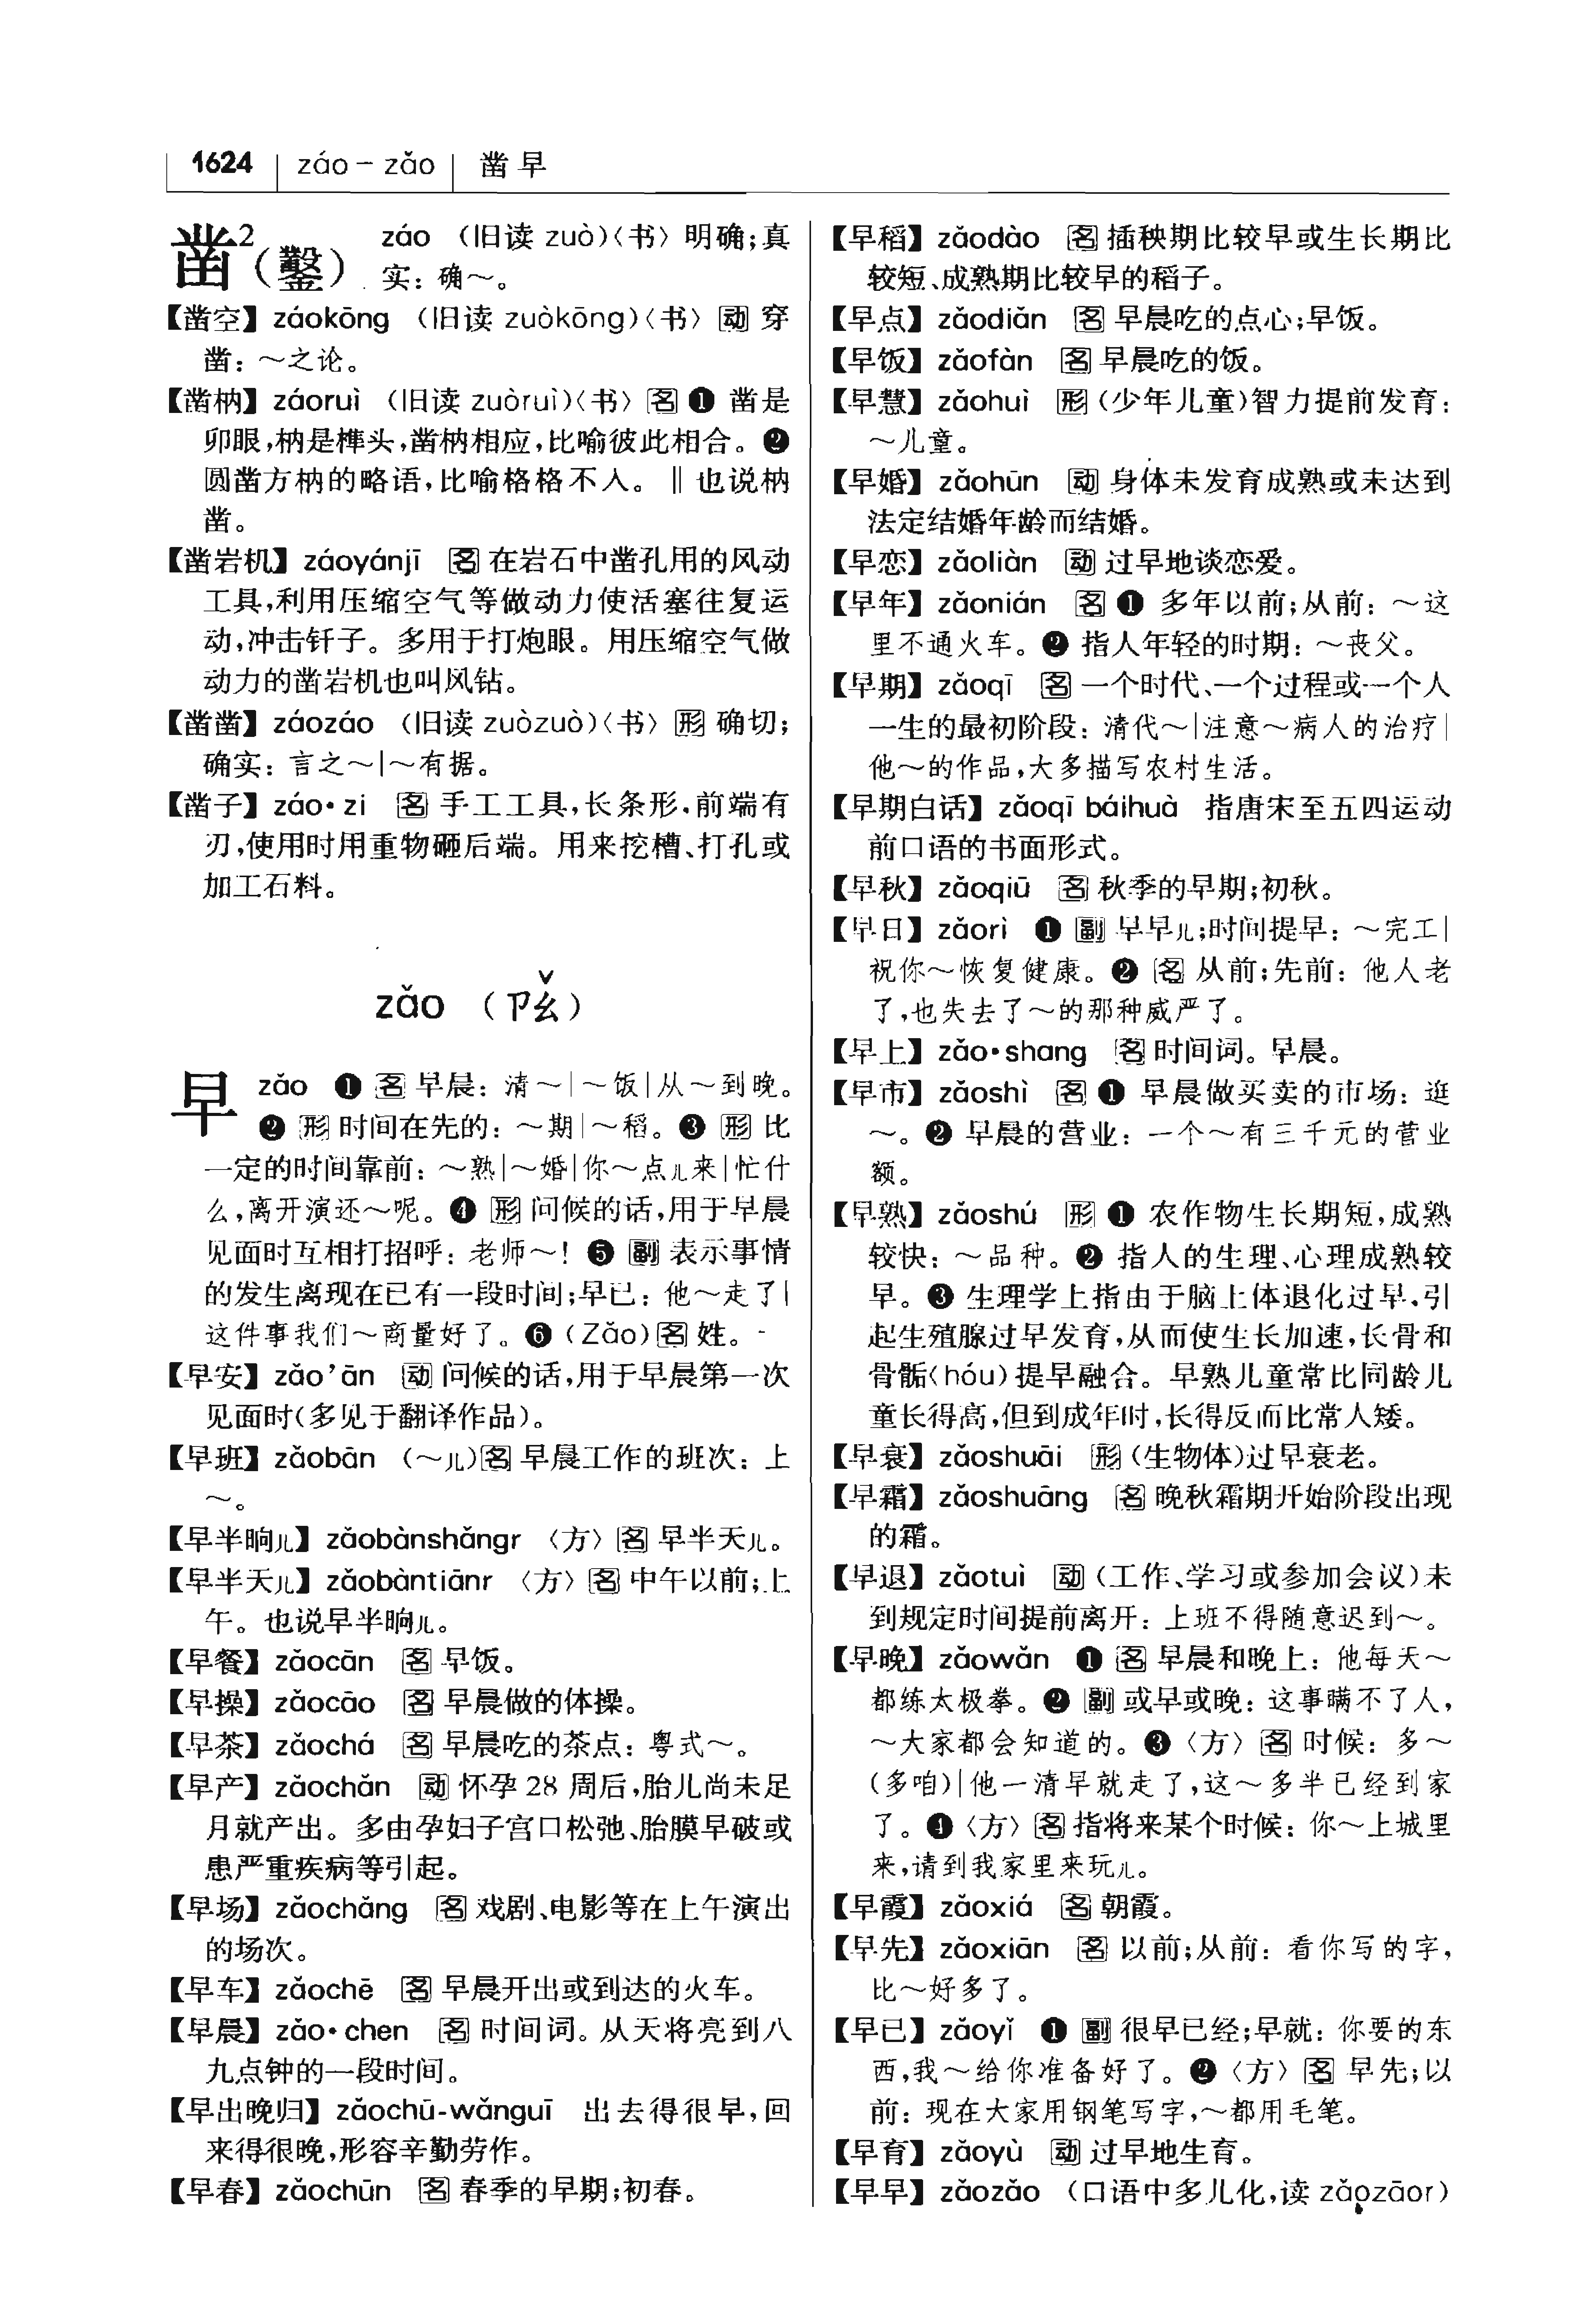 1624 záo－zǎo 凿 早
凿²（鑿） záo （旧读 zuò）〈书〉明确；真
实：确～。
【凿空】záokōng （旧读 zuòkōng）〈书〉动 穿
凿：～之论。
【凿枘】záoruì （旧读 zuòruì）〈书〉名 ❶ 凿是
卯眼，枘是榫头，凿枘相应，比喻彼此相合。❷
圆凿方枘的略语，比喻格格不入。‖也说枘
凿。
【凿岩机】záoyánjī 名 在岩石中凿孔用的风动
工具，利用压缩空气等做动力使活塞往复运
动，冲击钎子。多用于打炮眼。用压缩空气做
动力的凿岩机也叫风钻。
【凿凿】záozáo （旧读 zuòzuò）〈书〉形 确切；
确实：言之～|～有据。
【凿子】záo·zi 名 手工工具，长条形，前端有
刃，使用时用重物砸后端。用来挖槽、打孔或
加工石料。
zǎo （ㄗㄠˇ）
早 zǎo ❶ 名 早晨：清～|～饭|从～到晚。
❷ 形 时间在先的：～期|～稻。❸ 形 比
一定的时间靠前：～熟|～婚|你～点儿来|忙什
么，离开演还～呢。❹ 形 问候的话，用于早晨
见面时互相打招呼：老师～！❺ 副 表示事情
的发生离现在已有一段时间；早已：他～走了|
这件事我们～商量好了。❻（Zǎo）名 姓。
【早安】zǎo’ān 动 问候的话，用于早晨第一次
见面时（多见于翻译作品）。
【早班】zǎobān （～儿）名 早晨工作的班次：上
～。
【早半晌儿】zǎobànshǎngr 〈方〉名 早半天儿。
【早半天儿】zǎobàntiānr 〈方〉名 中午以前；上
午。也说早半晌儿。
【早餐】zǎocān 名 早饭。
【早操】zǎocāo 名 早晨做的体操。
【早茶】zǎochá 名 早晨吃的茶点：粤式～。
【早产】zǎochǎn 动 怀孕 28 周后，胎儿尚未足
月就产出。多由孕妇子宫口松弛、胎膜早破或
患严重疾病等引起。
【早场】zǎochǎng 名 戏剧、电影等在上午演出
的场次。
【早车】zǎochē 名 早晨开出或到达的火车。
【早晨】zǎo·chen 名 时间词。从天将亮到八
九点钟的一段时间。
【早出晚归】zǎochū-wǎnguī 出去得很早，回
来得很晚，形容辛勤劳作。
【早春】zǎochūn 名 春季的早期；初春。
【早稻】zǎodào 名 插秧期比较早或生长期比
较短、成熟期比较早的稻子。
【早点】zǎodiǎn 名 早晨吃的点心；早饭。
【早饭】zǎofàn 名 早晨吃的饭。
【早慧】zǎohuì 形（少年儿童）智力提前发育：
～儿童。
【早婚】zǎohūn 动 身体未发育成熟或未达到
法定结婚年龄而结婚。
【早恋】zǎoliàn 动 过早地谈恋爱。
【早年】zǎonián 名 ❶ 多年以前；从前：～这
里不通火车。❷ 指人年轻的时期：～丧父。
【早期】zǎoqī 名 一个时代、一个过程或一个人
一生的最初阶段：清代～|注意～病人的治疗|
他～的作品，大多描写农村生活。
【早期白话】zǎoqī báihuà 指唐宋至五四运动
前口语的书面形式。
【早秋】zǎoqiū 名 秋季的早期；初秋。
【早日】zǎorì ❶ 副 早早儿；时间提早：～完工|
祝你～恢复健康。❷ 名 从前；先前：他人老
了，也失去了～的那种威严了。
【早上】zǎo·shang 名 时间词。早晨。
【早市】zǎoshì 名 ❶ 早晨做买卖的市场：逛
～。❷ 早晨的营业：一个～有三千元的营业
额。
【早熟】zǎoshú 形 ❶ 农作物生长期短，成熟
较快：～品种。❷ 指人的生理、心理成熟较
早。❸ 生理学上指由于脑上体退化过早，引
起生殖腺过早发育，从而使生长加速，长骨和
骨骺（hóu）提早融合。早熟儿童常比同龄儿
童长得高，但到成年时，长得反而比常人矮。
【早衰】zǎoshuāi 形（生物体）过早衰老。
【早霜】zǎoshuāng 名 晚秋霜期开始阶段出现
的霜。
【早退】zǎotuì 动（工作、学习或参加会议）未
到规定时间提前离开：上班不得随意迟到～。
【早晚】zǎowǎn ❶ 名 早晨和晚上：他每天～
都练太极拳。❷ 副 或早或晚：这事瞒不了人，
～大家都会知道的。❸〈方〉名 时候：多～
（多咱）|他一清早就走了，这～多半已经到家
了。❹〈方〉名 指将来某个时候：你～上城里
来，请到我家里来玩儿。
【早霞】zǎoxiá 名 朝霞。
【早先】zǎoxiān 名 以前；从前：看你写的字，
比～好多了。
【早已】zǎoyǐ ❶ 副 很早已经；早就：你要的东
西，我～给你准备好了。❷〈方〉名 早先；以
前：现在大家用钢笔写字，～都用毛笔。
【早育】zǎoyù 动 过早地生育。
【早早】zǎozǎo （口语中多儿化，读 zǎozāor）